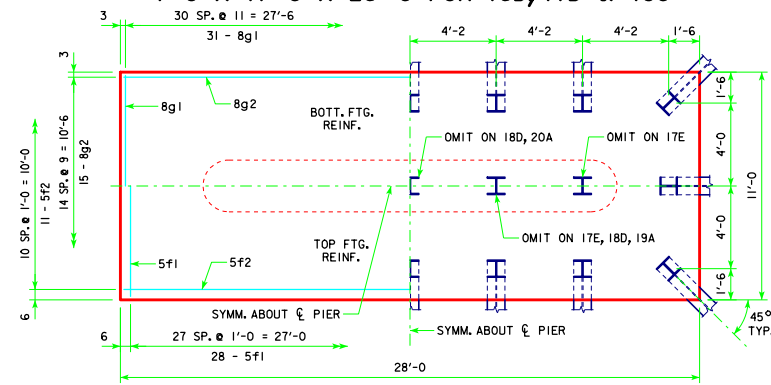 3
30 SP. @ 11 = 27'-6
31 - 8g1
4'-2
4'-2
4'-2
1'-6
3
8g2
8g1
BOTT. FTG.
REINF.
1'-6
OMIT ON 18D, 20A
OMIT ON 17E
4'-0
10 SP. @ 1'-0 = 10'-0
11 - 5f2
14 SP. @ 9 = 10'-6
15 - 8g2
11'-0
TOP FTG.
REINF.
OMIT ON 17E, 18D, 19A
4'-0
5f1
5f2
1'-6
6
SYMM. ABOUT ℄ PIER
SYMM. ABOUT ℄ PIER
45°
TYP.
6
27 SP. @ 1'-0 = 27'-0
28 - 5f1
28'-0